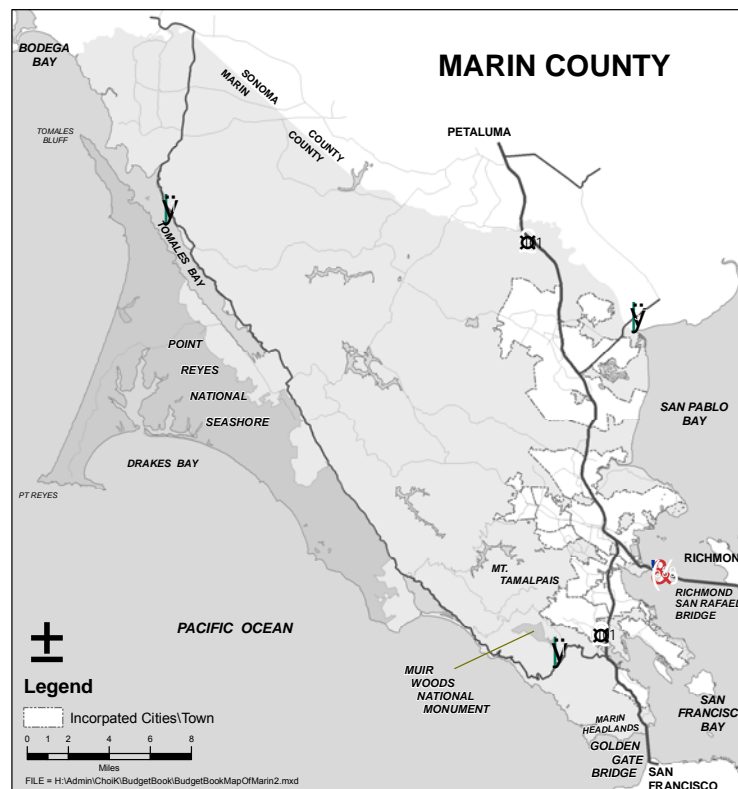 BODEGA
BAY
MARIN COUNTY
SONOMA
MARIN
COUNTY
COUNTY
PETALUMA
TOMALES
BLUFF
TOMALES BAY
POINT
REYES
NATIONAL
SEASHORE
SAN PABLO
BAY
DRAKES BAY
PT REYES
MT.
TAMALPAIS
RICHMON
RICHMOND
SAN RAFAEL
BRIDGE
PACIFIC OCEAN
MUIR
WOODS
NATIONAL
MONUMENT
SAN
FRANCISC
BAY
MARIN
HEADLANDS
GOLDEN
GATE
BRIDGE
SAN
FRANCISCO
Legend
Incorpated Cities\Town
0 1 2 4 6 8
Miles
FILE = H:\Admin\ChoiK\BudgetBook\BudgetBookMapOfMarin2.mxd